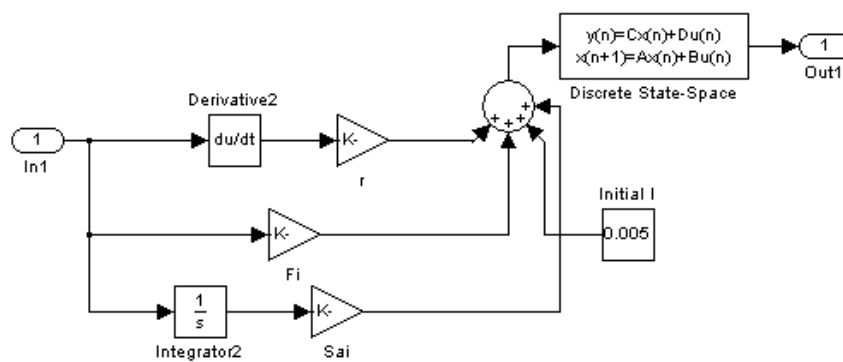 y(n)=Cx(n)+Du(n)
x(n+1)=Ax(n)+Bu(n)
Discrete State-Space
1
Out1
Derivative2
1
In1
du/dt
K-
r
+
+
+
+
+
Initial I
0.005
K-
Fi
1
s
Integrator2
K-
Sai